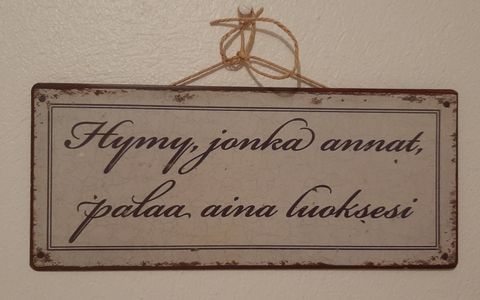 Hymy, jonka annat,
palaa aina luoksesi